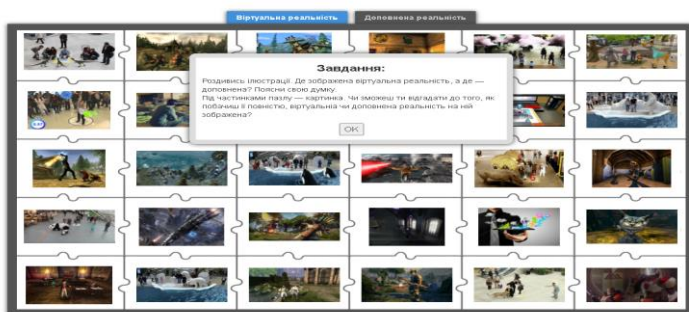 Віртуальна реальність
Доповнена реальність
Завдання:
Роздивись ілюстрації. Де зображена віртуальна реальність, а де —
доповнена? Поясни свою думку.
Під частинками пазлу — картинка. Чи зможеш ти відгадати до того, як
побачиш її повністю, віртуальна чи доповнена реальність на ній
зображена?
OK